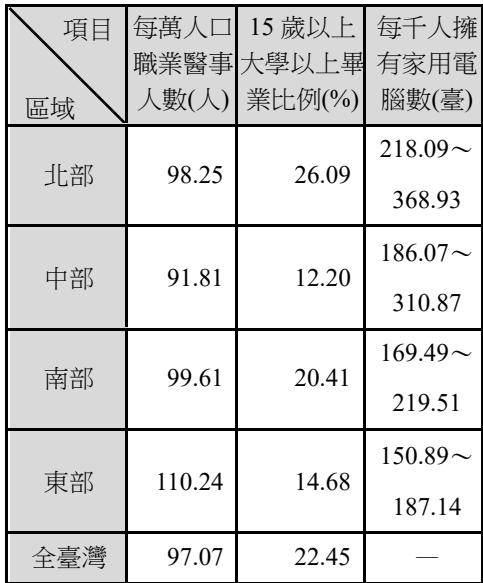 項目
區域
每萬人口
職業醫事
人數(人)
15 歲以上
大學以上畢
業比例(%)
每千人擁
有家用電
腦數(臺)
北部
98.25
26.09
218.09～
368.93
中部
91.81
12.20
186.07～
310.87
南部
99.61
20.41
169.49～
219.51
東部
110.24
14.68
150.89～
187.14
全臺灣
97.07
22.45
—